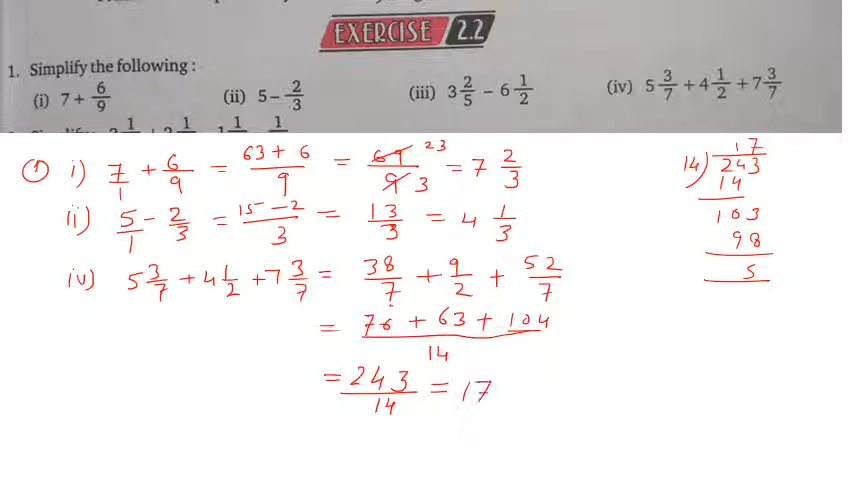 EXERCISE 2.2
1. Simplify the following :
(i) 7 + 6/9 (ii) 5 - 2/3 (iii) 3 2/5 - 6 1/2 (iv) 5 3/7 + 4 1/2 + 7 3/7
① i) 7/1 + 6/9 = 63 + 6/9 = 69/9 23/3 = 7 2/3
ii) 5/1 - 2/3 = 15 - 2/3 = 13/3 = 4 1/3
iv) 5 3/7 + 4 1/2 + 7 3/7 = 38/7 + 9/2 + 52/7
= 76 + 63 + 104/14
= 243/14 = 17
17
14) 243
14
103
98
5